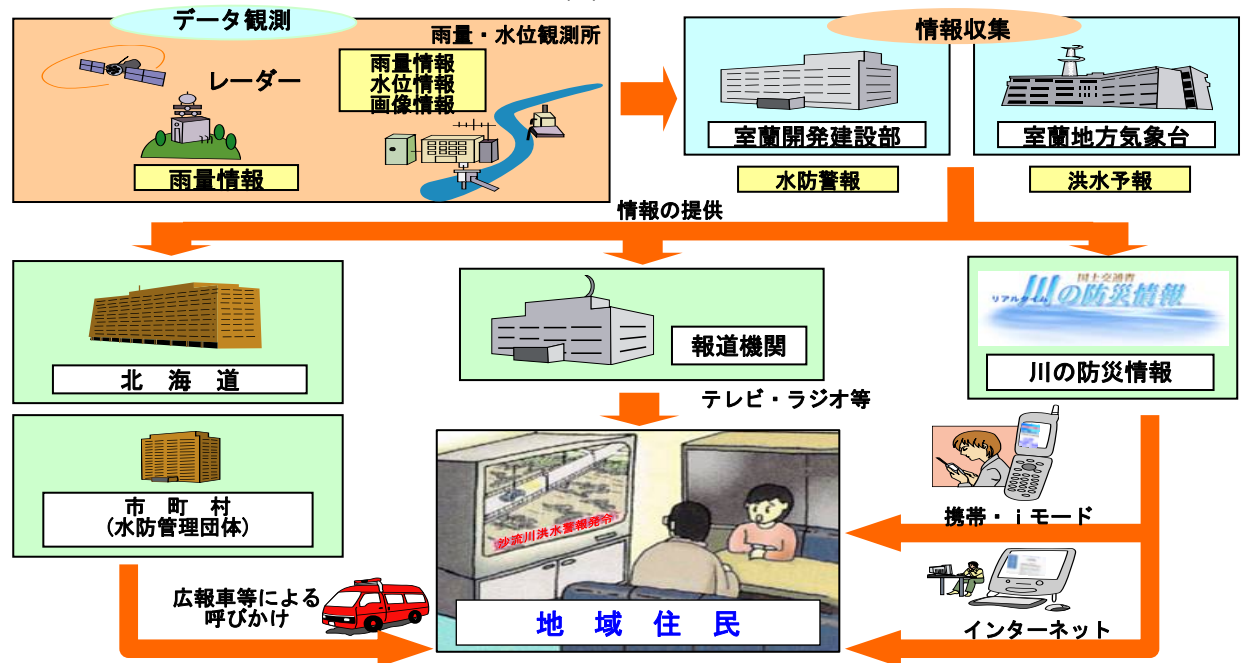 データ観測
雨量・水位観測所
レーダー
雨量情報
水位情報
画像情報
雨量情報
情報収集
室蘭開発建設部
室蘭地方気象台
水防警報
洪水予報
情報の提供
北 海 道
報道機関
国土交通省
リアルタイム川の防災情報
川の防災情報
市 町 村
(水防管理団体)
テレビ・ラジオ等
沙流川洪水警報発令
携帯・iモード
広報車等による
呼びかけ
地 域 住 民
インターネット